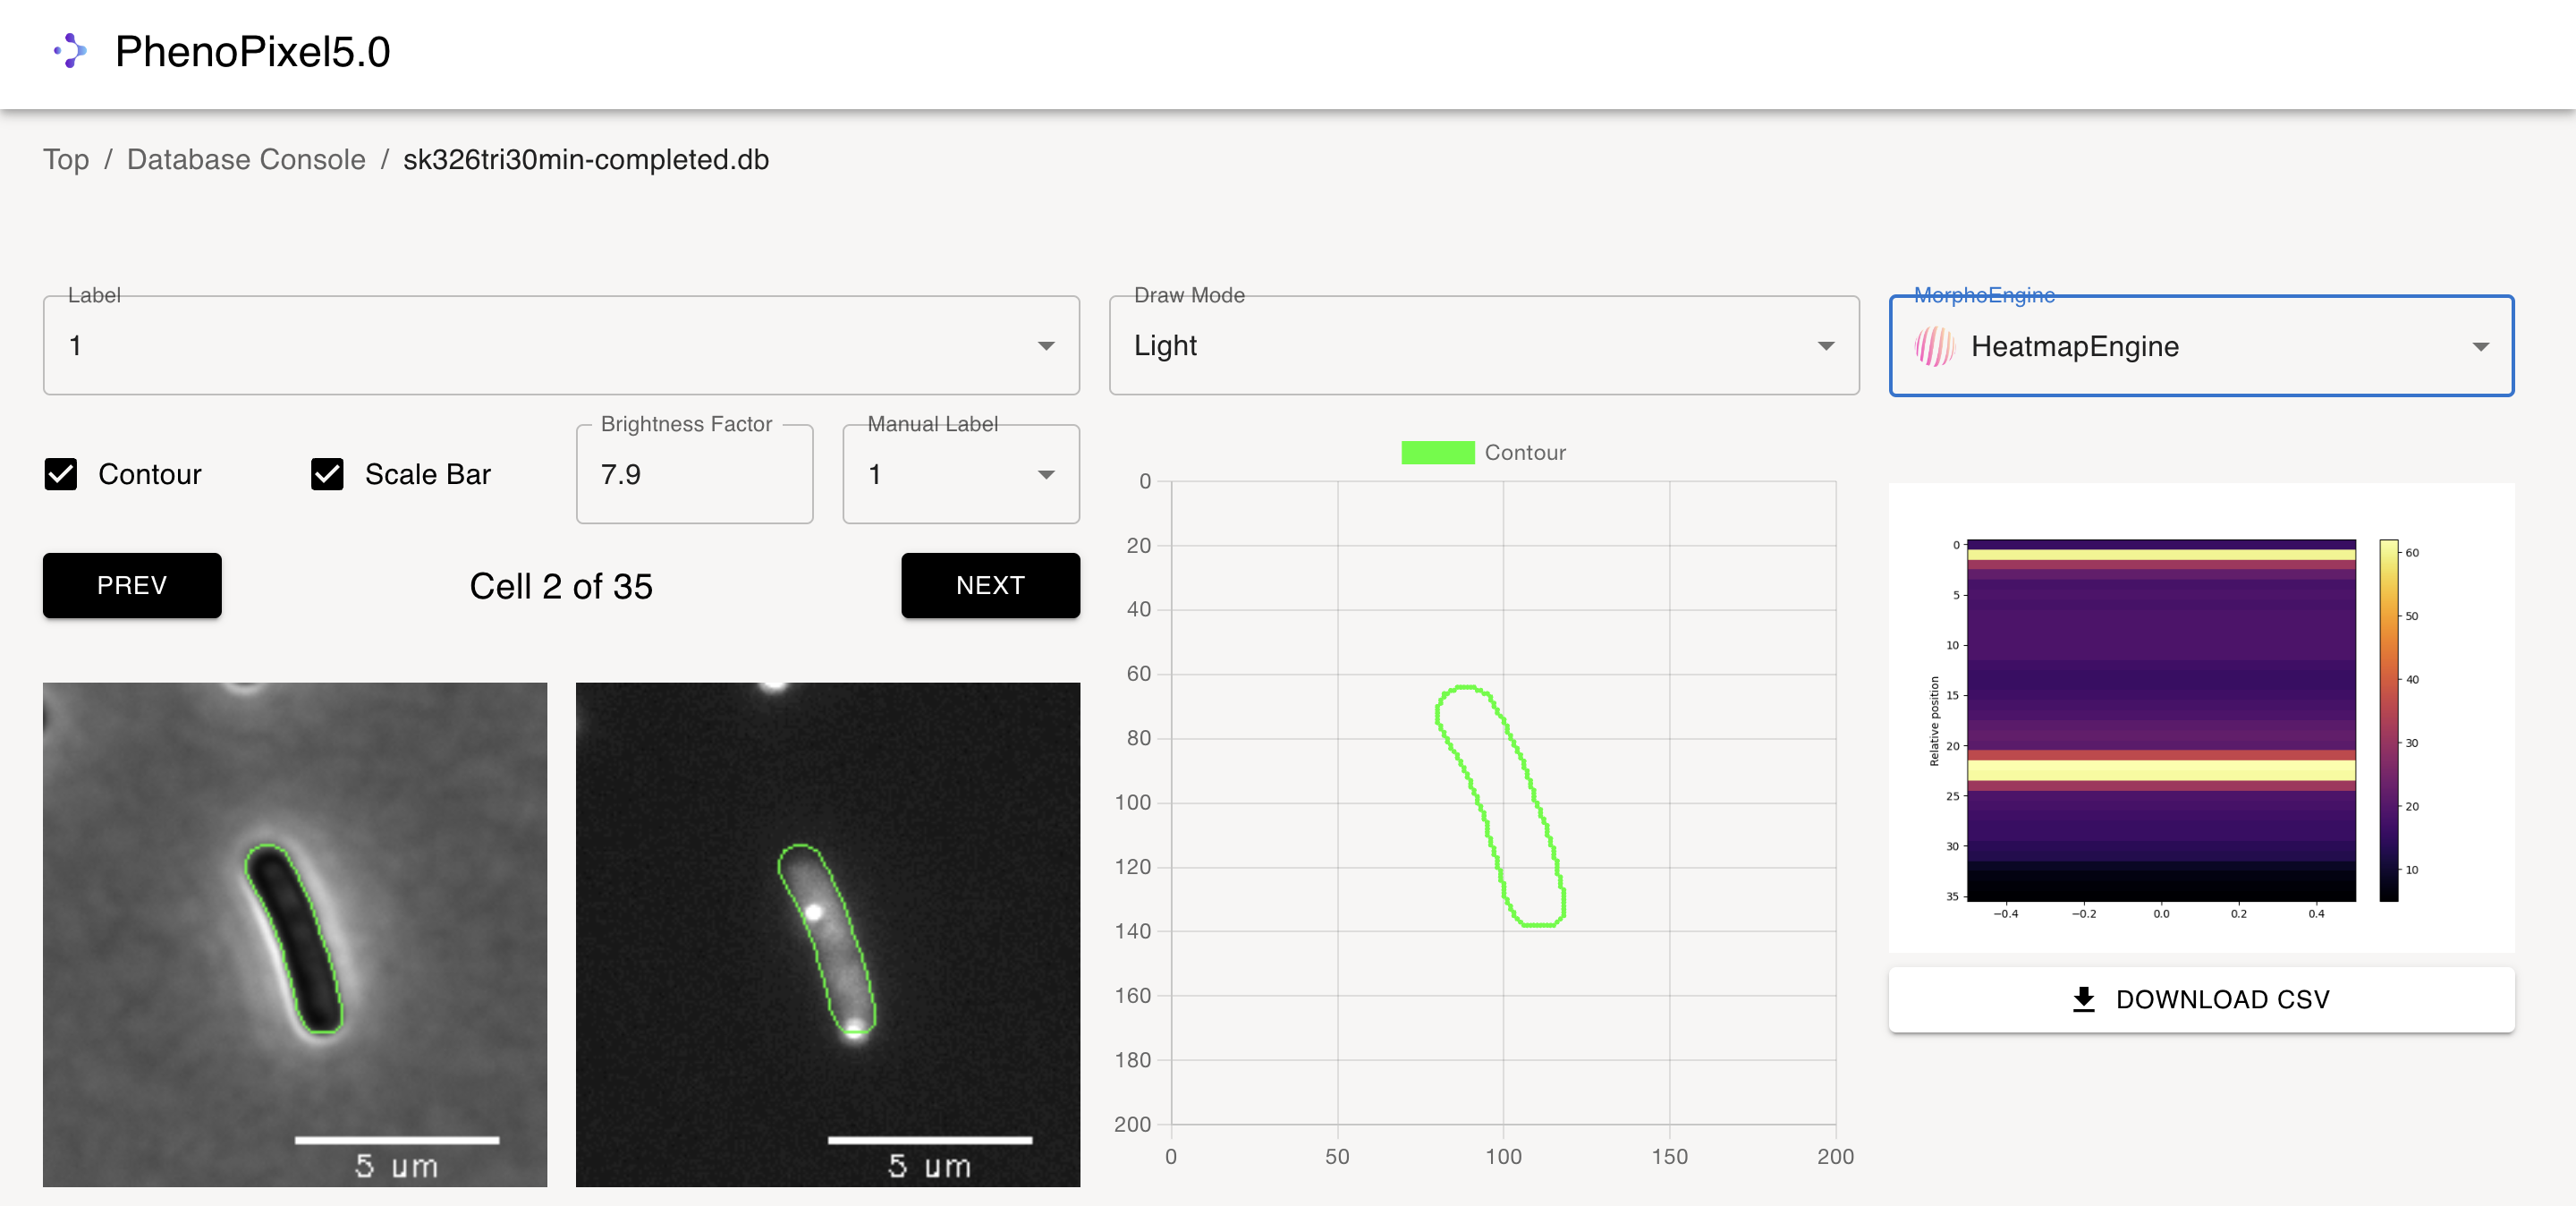 PhenoPixel5.0
Top / Database Console / sk326tri30min-completed.db
Label
1
Draw Mode
Light
MorphoEngine
HeatmapEngine
Contour
Scale Bar
Brightness Factor
7.9
Manual Label
1
PREV
Cell 2 of 35
NEXT
5 um
5 um
Contour
0
20
40
60
80
100
120
140
160
180
200
0 50 100 150 200
Relative position
0
5
10
15
20
25
30
35
−0.4 −0.2 0.0 0.2 0.4
60
50
40
30
20
10
DOWNLOAD CSV